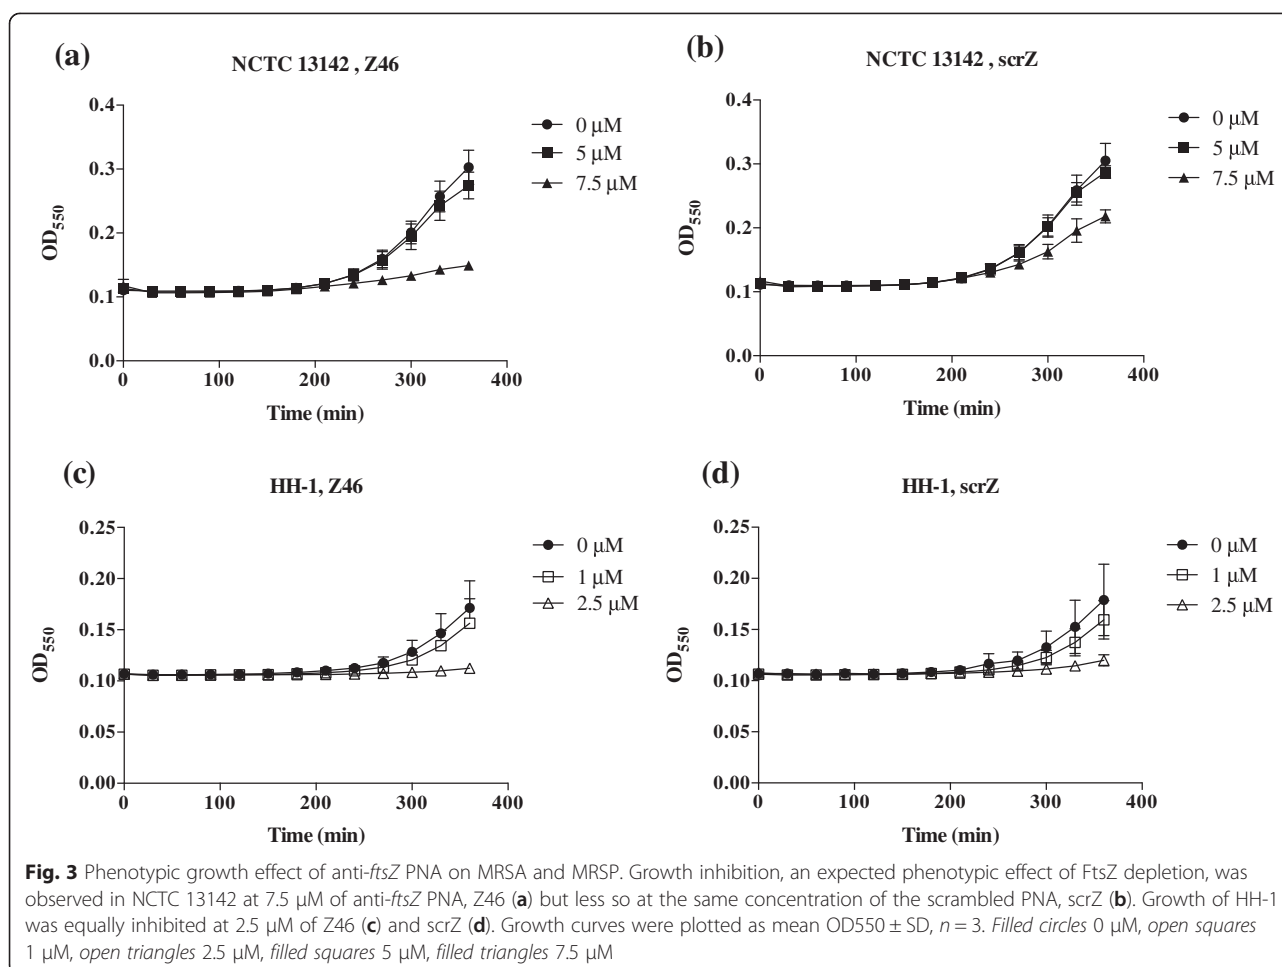 (a)
NCTC 13142 , Z46
0.4
0.3
0.2
0.1
0.0
OD550
0 100 200 300 400
Time (min)
0 μM
5 μM
7.5 μM
(b)
NCTC 13142 , scrZ
0.4
0.3
0.2
0.1
0.0
OD550
0 100 200 300 400
Time (min)
0 μM
5 μM
7.5 μM
(c)
HH-1, Z46
0.25
0.20
0.15
0.10
0.05
0.00
OD550
0 100 200 300 400
Time (min)
0 μM
1 μM
2.5 μM
(d)
HH-1, scrZ
0.25
0.20
0.15
0.10
0.05
0.00
OD550
0 100 200 300 400
Time (min)
0 μM
1 μM
2.5 μM
Fig. 3 Phenotypic growth effect of anti-ftsZ PNA on MRSA and MRSP. Growth inhibition, an expected phenotypic effect of FtsZ depletion, was
observed in NCTC 13142 at 7.5 μM of anti-ftsZ PNA, Z46 (a) but less so at the same concentration of the scrambled PNA, scrZ (b). Growth of HH-1
was equally inhibited at 2.5 μM of Z46 (c) and scrZ (d). Growth curves were plotted as mean OD550 ± SD, n = 3. Filled circles 0 μM, open squares
1 μM, open triangles 2.5 μM, filled squares 5 μM, filled triangles 7.5 μM